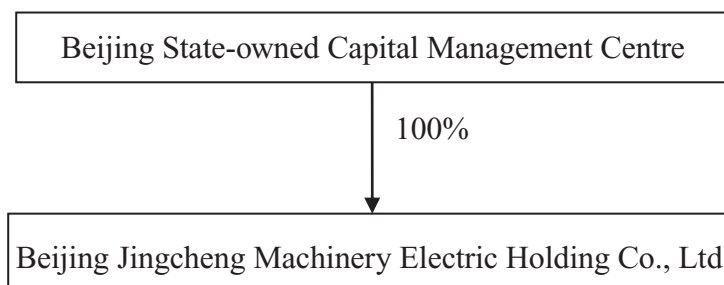 Beijing State-owned Capital Management Centre
100%
Beijing Jingcheng Machinery Electric Holding Co., Ltd